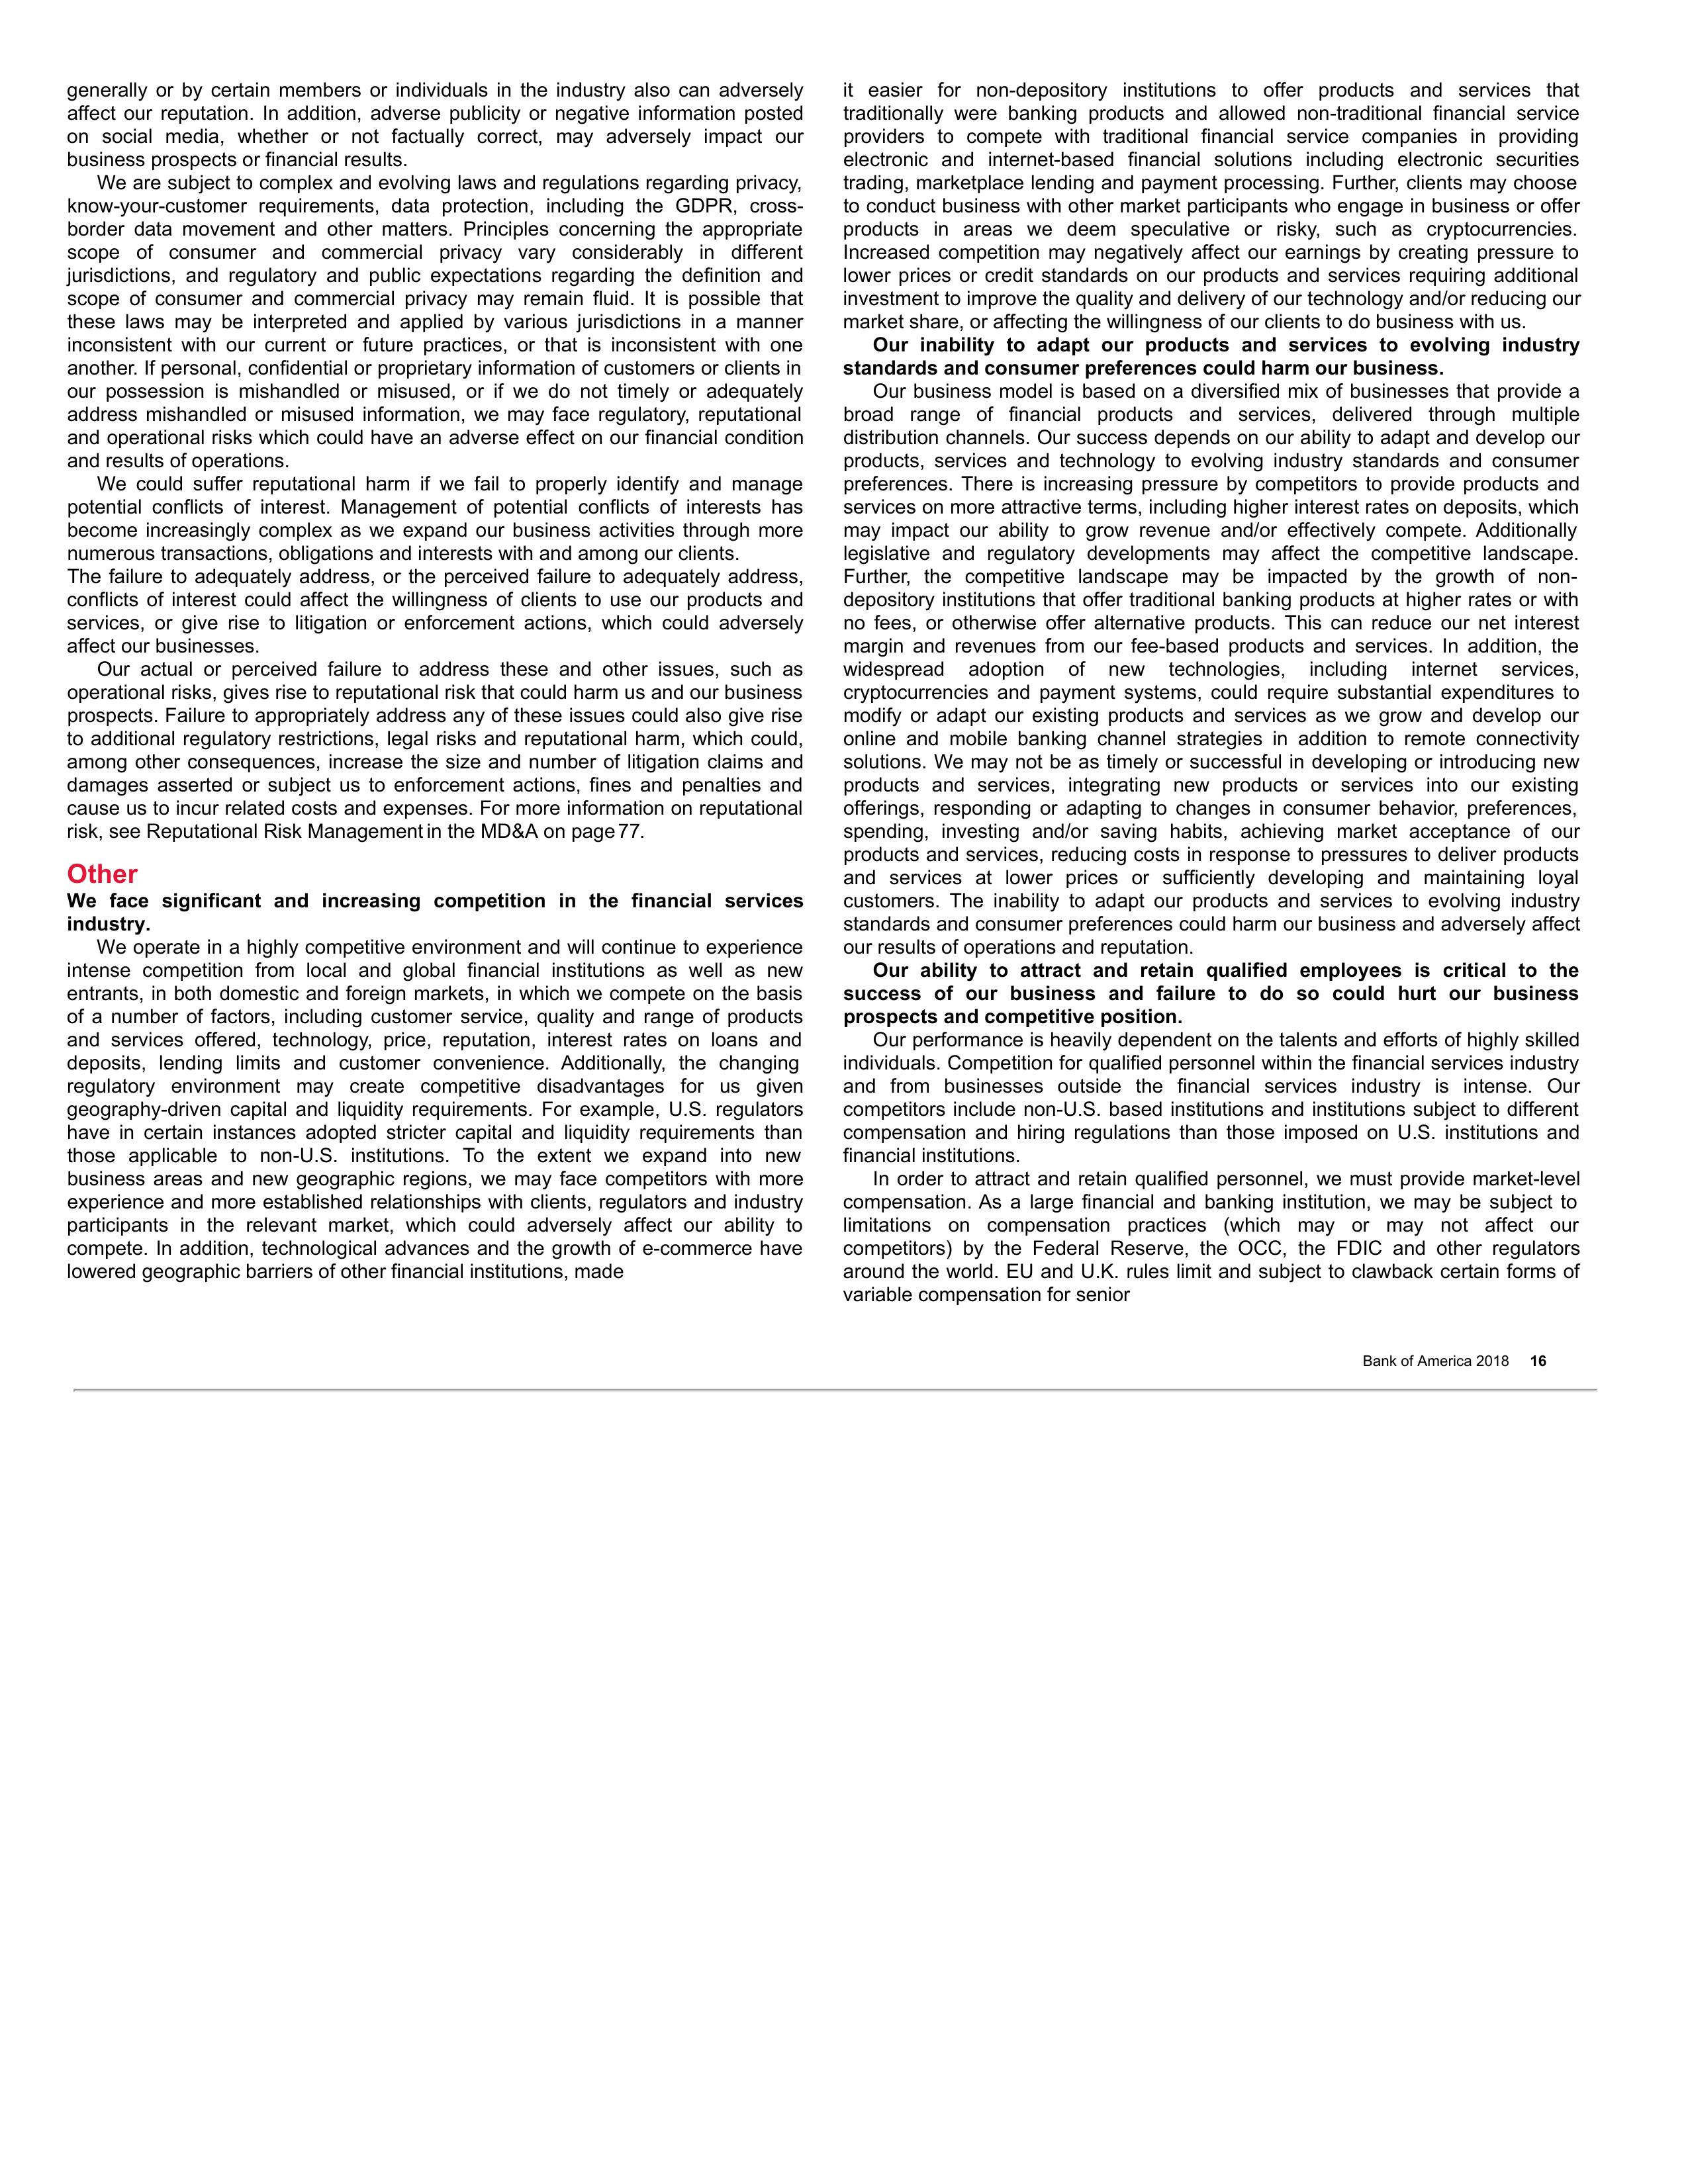 generally or by certain members or individuals in the industry also can adversely
affect our reputation. In addition, adverse publicity or negative information posted
on social media, whether or not factually correct, may adversely impact our
business prospects or financial results.
We are subject to complex and evolving laws and regulations regarding privacy,
know-your-customer requirements, data protection, including the GDPR, cross-
border data movement and other matters. Principles concerning the appropriate
scope of consumer and commercial privacy vary considerably in different
jurisdictions, and regulatory and public expectations regarding the definition and
scope of consumer and commercial privacy may remain fluid. It is possible that
these laws may be interpreted and applied by various jurisdictions in a manner
inconsistent with our current or future practices, or that is inconsistent with one
another. If personal, confidential or proprietary information of customers or clients in
our possession is mishandled or misused, or if we do not timely or adequately
address mishandled or misused information, we may face regulatory, reputational
and operational risks which could have an adverse effect on our financial condition
and results of operations.
We could suffer reputational harm if we fail to properly identify and manage
potential conflicts of interest. Management of potential conflicts of interests has
become increasingly complex as we expand our business activities through more
numerous transactions, obligations and interests with and among our clients.
The failure to adequately address, or the perceived failure to adequately address,
conflicts of interest could affect the willingness of clients to use our products and
services, or give rise to litigation or enforcement actions, which could adversely
affect our businesses.
Our actual or perceived failure to address these and other issues, such as
operational risks, gives rise to reputational risk that could harm us and our business
prospects. Failure to appropriately address any of these issues could also give rise
to additional regulatory restrictions, legal risks and reputational harm, which could,
among other consequences, increase the size and number of litigation claims and
damages asserted or subject us to enforcement actions, fines and penalties and
cause us to incur related costs and expenses. For more information on reputational
risk, see Reputational Risk Management in the MD&A on page 77.
Other
We face significant and increasing competition in the financial services
industry.
We operate in a highly competitive environment and will continue to experience
intense competition from local and global financial institutions as well as new
entrants, in both domestic and foreign markets, in which we compete on the basis
of a number of factors, including customer service, quality and range of products
and services offered, technology, price, reputation, interest rates on loans and
deposits, lending limits and customer convenience. Additionally, the changing
regulatory environment may create competitive disadvantages for us given
geography-driven capital and liquidity requirements. For example, U.S. regulators
have in certain instances adopted stricter capital and liquidity requirements than
those applicable to non-U.S. institutions. To the extent we expand into new
business areas and new geographic regions, we may face competitors with more
experience and more established relationships with clients, regulators and industry
participants in the relevant market, which could adversely affect our ability to
compete. In addition, technological advances and the growth of e-commerce have
lowered geographic barriers of other financial institutions, made
it easier for non-depository institutions to offer products and services that
traditionally were banking products and allowed non-traditional financial service
providers to compete with traditional financial service companies in providing
electronic and internet-based financial solutions including electronic securities
trading, marketplace lending and payment processing. Further, clients may choose
to conduct business with other market participants who engage in business or offer
products in areas we deem speculative or risky, such as cryptocurrencies.
Increased competition may negatively affect our earnings by creating pressure to
lower prices or credit standards on our products and services requiring additional
investment to improve the quality and delivery of our technology and/or reducing our
market share, or affecting the willingness of our clients to do business with us.
Our inability to adapt our products and services to evolving industry
standards and consumer preferences could harm our business.
Our business model is based on a diversified mix of businesses that provide a
broad range of financial products and services, delivered through multiple
distribution channels. Our success depends on our ability to adapt and develop our
products, services and technology to evolving industry standards and consumer
preferences. There is increasing pressure by competitors to provide products and
services on more attractive terms, including higher interest rates on deposits, which
may impact our ability to grow revenue and/or effectively compete. Additionally
legislative and regulatory developments may affect the competitive landscape.
Further, the competitive landscape may be impacted by the growth of non-
depository institutions that offer traditional banking products at higher rates or with
no fees, or otherwise offer alternative products. This can reduce our net interest
margin and revenues from our fee-based products and services. In addition, the
widespread adoption of new technologies, including internet services,
cryptocurrencies and payment systems, could require substantial expenditures to
modify or adapt our existing products and services as we grow and develop our
online and mobile banking channel strategies in addition to remote connectivity
solutions. We may not be as timely or successful in developing or introducing new
products and services, integrating new products or services into our existing
offerings, responding or adapting to changes in consumer behavior, preferences,
spending, investing and/or saving habits, achieving market acceptance of our
products and services, reducing costs in response to pressures to deliver products
and services at lower prices or sufficiently developing and maintaining loyal
customers. The inability to adapt our products and services to evolving industry
standards and consumer preferences could harm our business and adversely affect
our results of operations and reputation.
Our ability to attract and retain qualified employees is critical to the
success of our business and failure to do so could hurt our business
prospects and competitive position.
Our performance is heavily dependent on the talents and efforts of highly skilled
individuals. Competition for qualified personnel within the financial services industry
and from businesses outside the financial services industry is intense. Our
competitors include non-U.S. based institutions and institutions subject to different
compensation and hiring regulations than those imposed on U.S. institutions and
financial institutions.
In order to attract and retain qualified personnel, we must provide market-level
compensation. As a large financial and banking institution, we may be subject to
limitations on compensation practices (which may or may not affect our
competitors) by the Federal Reserve, the OCC, the FDIC and other regulators
around the world. EU and U.K. rules limit and subject to clawback certain forms of
variable compensation for senior
Bank of America 2018 16